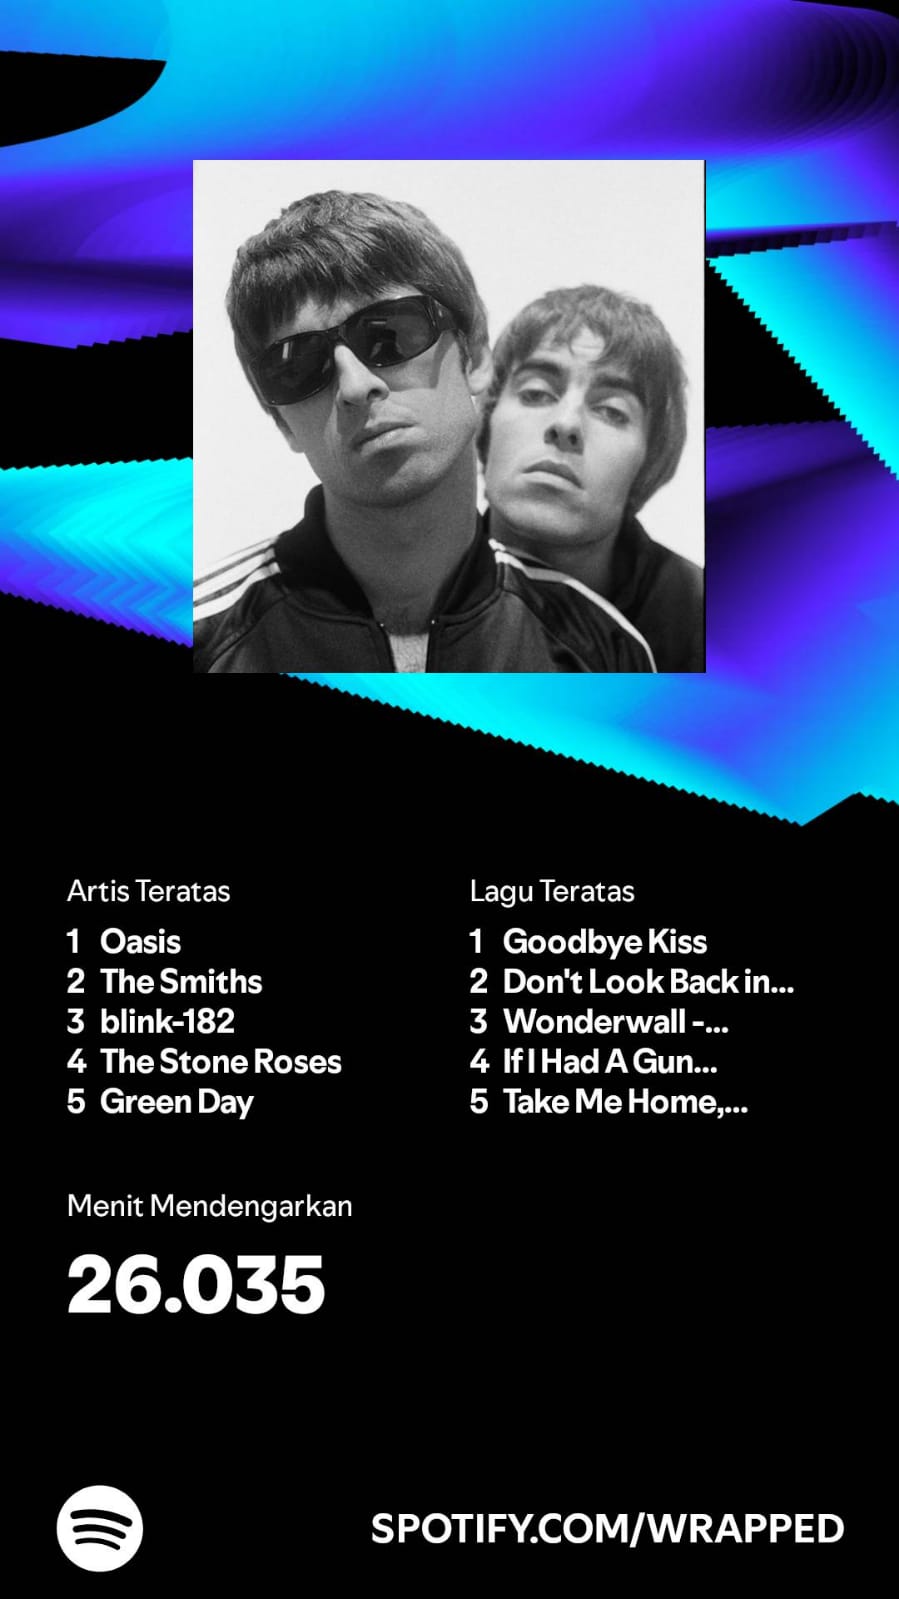 Artis Teratas
1 Oasis
2 The Smiths
3 blink-182
4 The Stone Roses
5 Green Day
Lagu Teratas
1 Goodbye Kiss
2 Don't Look Back in...
3 Wonderwall -...
4 If I Had A Gun...
5 Take Me Home,...
Menit Mendengarkan
26.035
SPOTIFY.COM/WRAPPED